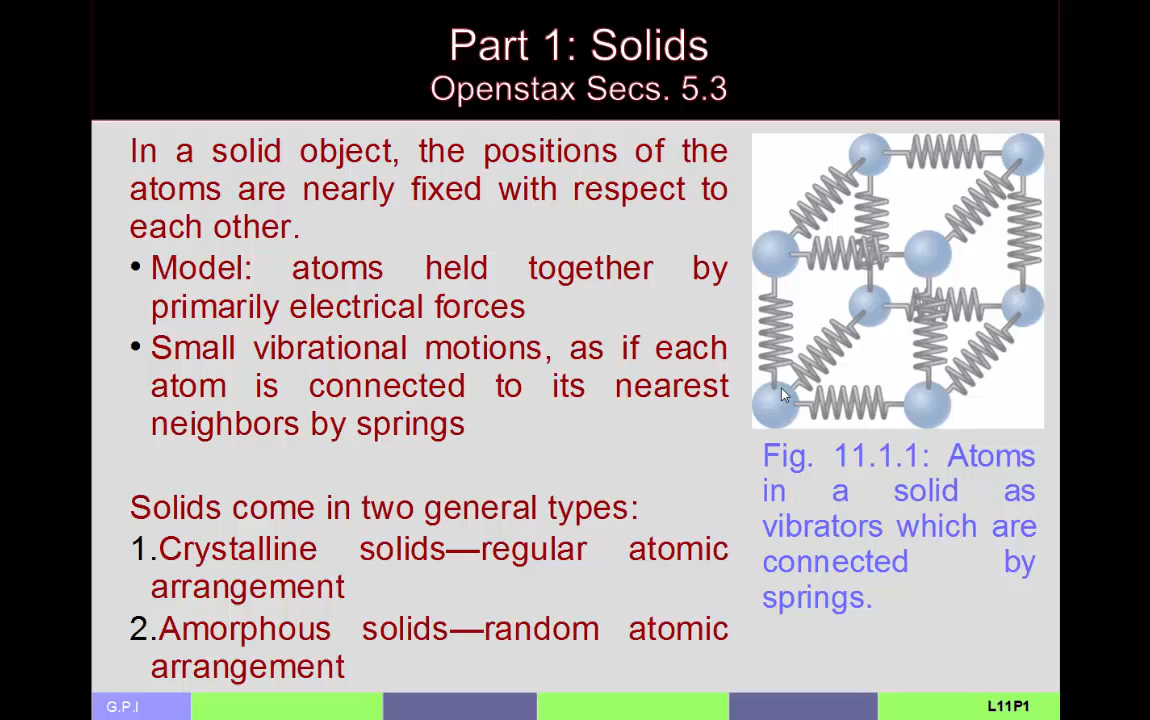 Part 1: Solids
Openstax Secs. 5.3
In a solid object, the positions of the
atoms are nearly fixed with respect to
each other.
• Model: atoms held together by
primarily electrical forces
• Small vibrational motions, as if each
atom is connected to its nearest
neighbors by springs
Solids come in two general types:
1.Crystalline solids—regular atomic
arrangement
2.Amorphous solids—random atomic
arrangement
Fig. 11.1.1: Atoms
in a solid as
vibrators which are
connected by
springs.
G.P.I
L11P1